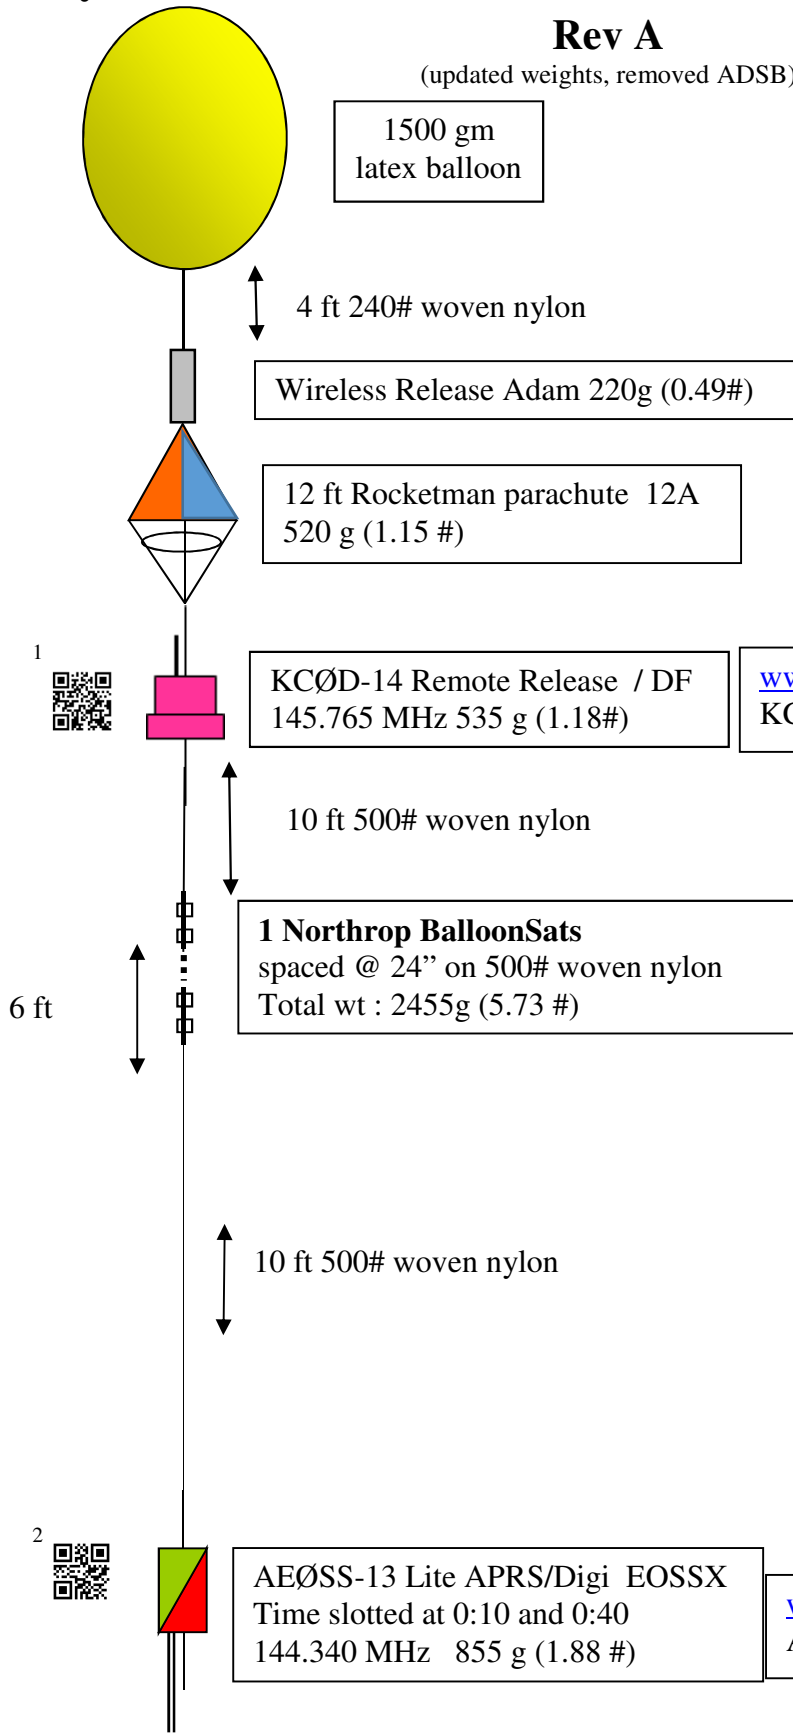 Rev A
(updated weights, removed ADSB)
1500 gm
latex balloon
4 ft 240# woven nylon
Wireless Release Adam 220g (0.49#)
12 ft Rocketman parachute 12A
520 g (1.15 #)
1
KCØD-14 Remote Release / DF
145.765 MHz 535 g (1.18#)
10 ft 500# woven nylon
1 Northrop BalloonSats
spaced @ 24” on 500# woven nylon
Total wt : 2455g (5.73 #)
6 ft
10 ft 500# woven nylon
2
AEØSS-13 Lite APRS/Digi EOSSX
Time slotted at 0:10 and 0:40
144.340 MHz 855 g (1.88 #)